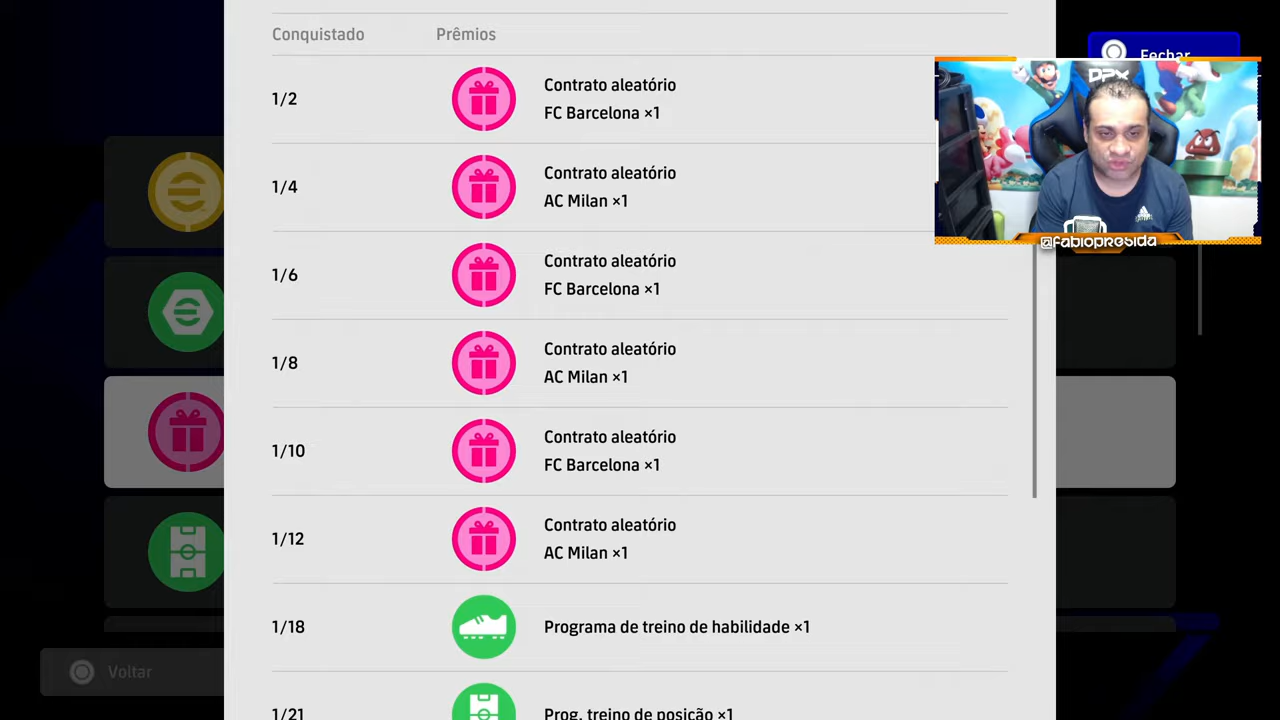 Conquistado Prêmios
Fechar
1/2
Contrato aleatório
FC Barcelona ×1
1/4
Contrato aleatório
AC Milan ×1
1/6
Contrato aleatório
FC Barcelona ×1
1/8
Contrato aleatório
AC Milan ×1
1/10
Contrato aleatório
FC Barcelona ×1
1/12
Contrato aleatório
AC Milan ×1
1/18
Programa de treino de habilidade ×1
1/21
Prog. treino de posição ×1
Voltar
DPX
adidas
@fabiopresida